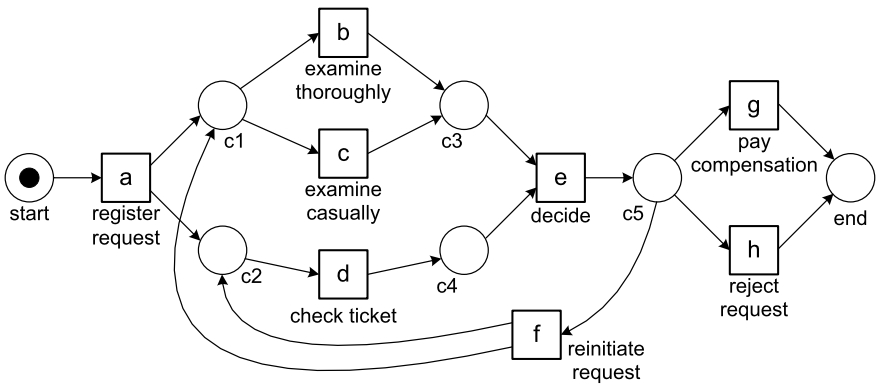 b
examine
thoroughly
c1
c3
g
pay
compensation
start
a
register
request
c
examine
casually
e
decide
c5
end
c2
d
check ticket
c4
h
reject
request
f
reinitiate
request